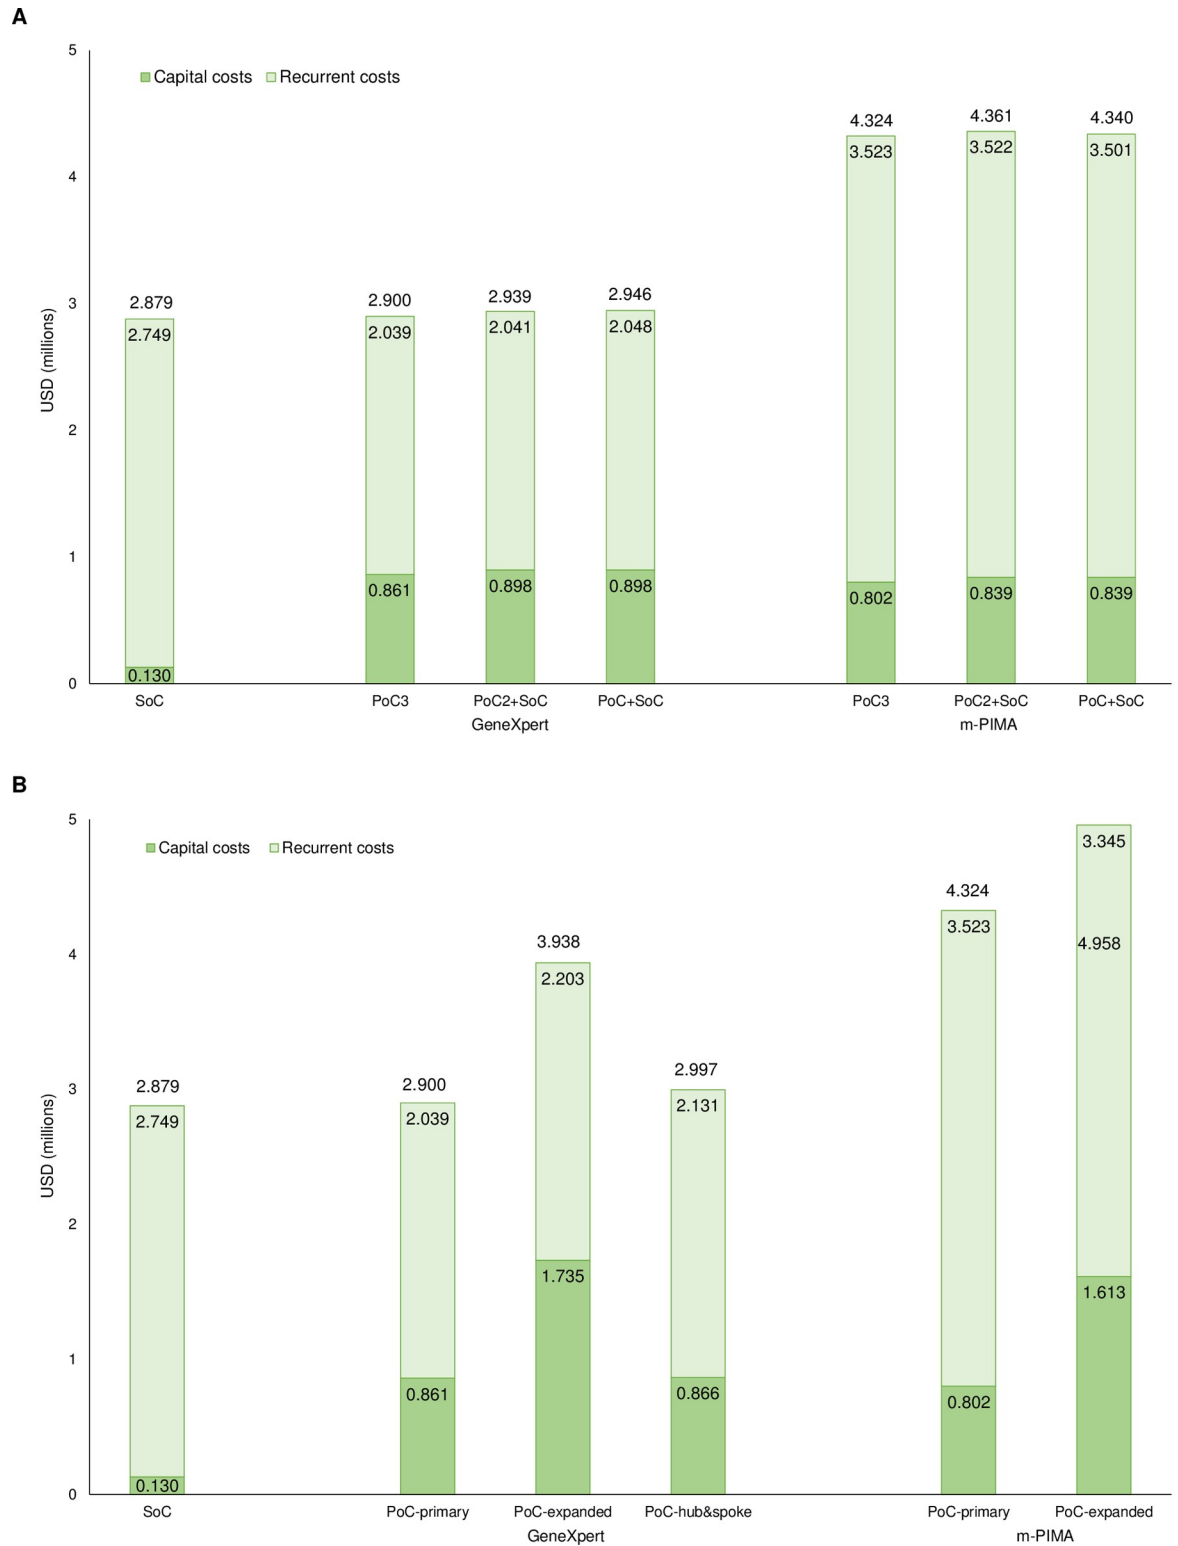 A
5
Capital costs Recurrent costs
4.324 4.361 4.340
3.523 3.522 3.501
4
3
2.879 2.900 2.939 2.946
2.749 2.039 2.041 2.048
USD (millions)
2
1
0.861 0.898 0.898 0.802 0.839 0.839
0.130
0
SoC PoC3 PoC2+SoC PoC+SoC PoC3 PoC2+SoC PoC+SoC
GeneXpert m-PIMA
B
5
Capital costs Recurrent costs
3.345
4.324
3.523
3.938 4.958
4
2.203
2.997
3
2.879 2.900 2.131
2.749 2.039
USD (millions)
2
1.735 1.613
1
0.861 0.866 0.802
0.130
0
SoC PoC-primary PoC-expanded PoC-hub&spoke PoC-primary PoC-expanded
GeneXpert m-PIMA